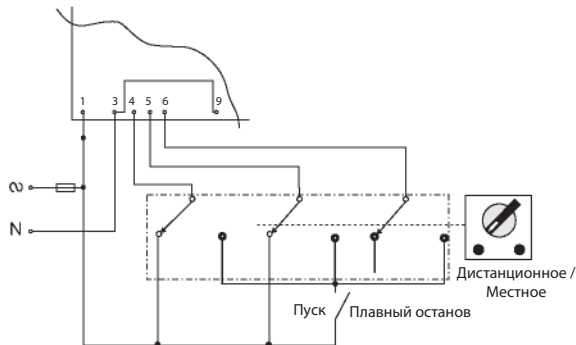 1 3 4 5 6 9
ഗ
N
Дистанционное /
Местное
Пуск Плавный останов